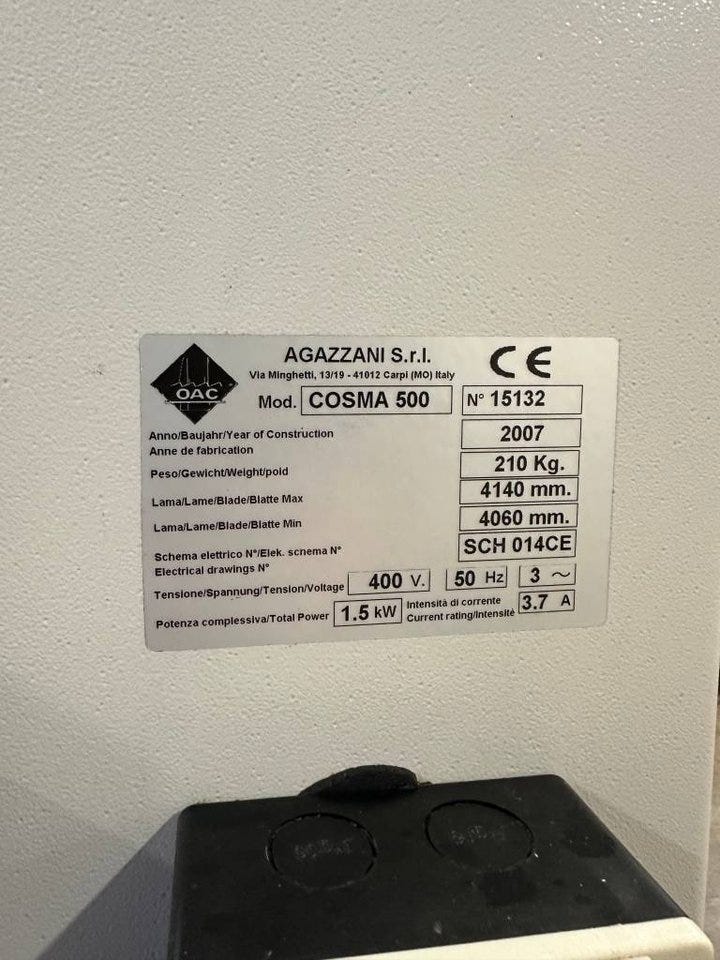 OAC
AGAZZANI S.r.l.
CE
Via Minghetti, 13/19 - 41012 Carpi (MO) Italy
Mod. COSMA 500 N° 15132
Anno/Baujahr/Year of Construction 2007
Anne de fabrication
Peso/Gewicht/Weight/poid 210 Kg.
Lama/Lame/Blade/Blatte Max 4140 mm.
Lama/Lame/Blade/Blatte Min 4060 mm.
Schema elettrico N°/Elek. schema N° SCH 014CE
Electrical drawings N°
Tensione/Spannung/Tension/Voltage 400 V. 50 Hz 3 ~
Potenza complessiva/Total Power 1.5 kW Intensità di corrente 3.7 A
Current rating/Intensité